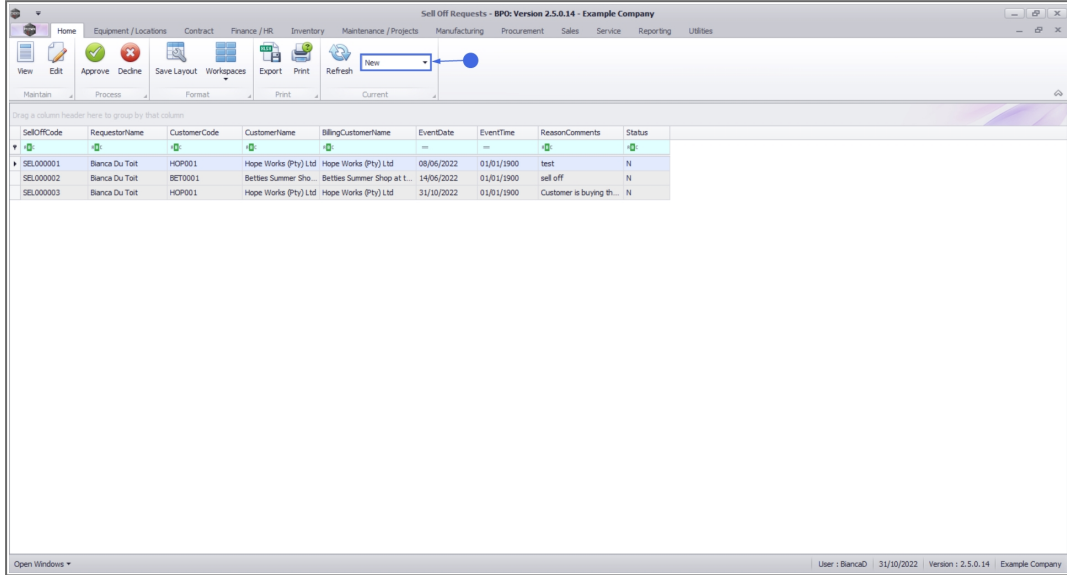 Sell Off Requests - BPO: Version 2.5.0.14 - Example Company
Home Equipment / Locations Contract Finance / HR Inventory Maintenance / Projects Manufacturing Procurement Sales Service Reporting Utilities
View Edit Approve Decline Save Layout Workspaces Export Print Refresh New
Maintain Process Format Print Current
Drag a column header here to group by that column
SellOffCode RequestorName CustomerCode CustomerName BillingCustomerName EventDate EventTime ReasonComments Status
SEL000001 Bianca Du Toit HOP001 Hope Works (Pty) Ltd Hope Works (Pty) Ltd 08/06/2022 01/01/1900 test N
SEL000002 Bianca Du Toit BET0001 Betties Summer Sho... Betties Summer Shop at t... 14/06/2022 01/01/1900 sell off N
SEL000003 Bianca Du Toit HOP001 Hope Works (Pty) Ltd Hope Works (Pty) Ltd 31/10/2022 01/01/1900 Customer is buying th... N
Open Windows User : BiancaD 31/10/2022 Version : 2.5.0.14 Example Company